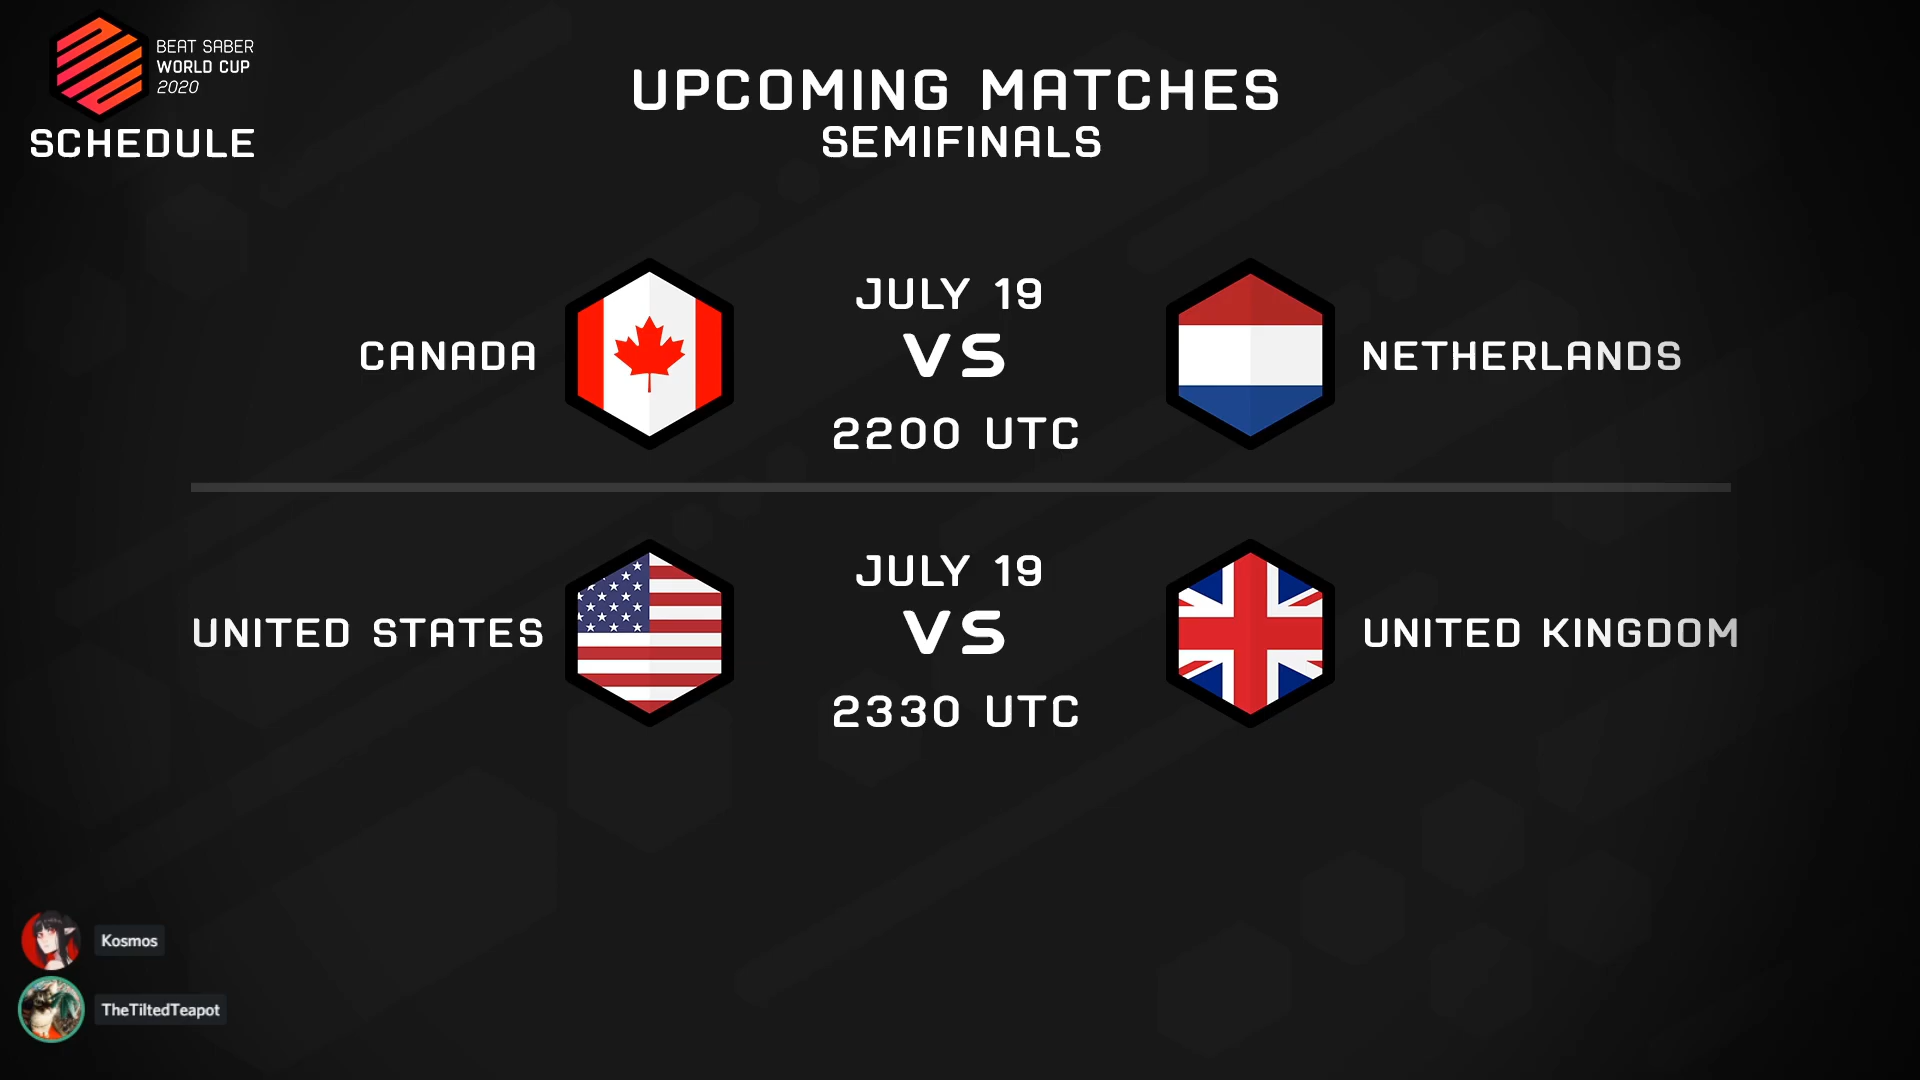 BEAT SABER
WORLD CUP
2020
SCHEDULE
UPCOMING MATCHES
SEMIFINALS
CANADA
JULY 19
VS
2200 UTC
NETHERLANDS
UNITED STATES
JULY 19
VS
2330 UTC
UNITED KINGDOM
Kosmos
TheTiltedTeapot